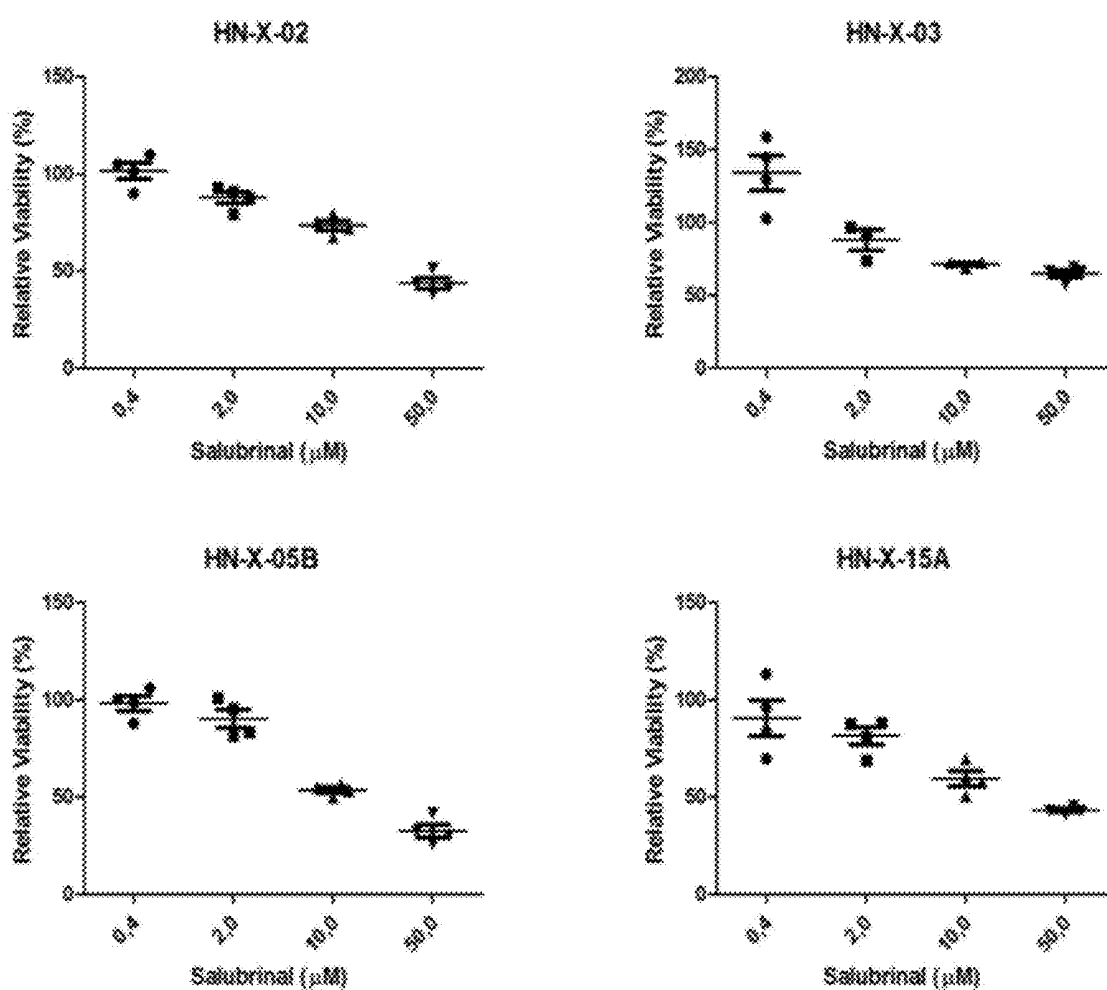 HN-X-02
150
100
50
0
Relative Viability (%)
0,4 2,0 10,0 50,0
Salubrinal (µM)
HN-X-03
200
150
100
50
0
Relative Viability (%)
0,4 2,0 10,0 50,0
Salubrinal (µM)
HN-X-05B
150
100
50
0
Relative Viability (%)
0,4 2,0 10,0 50,0
Salubrinal (µM)
HN-X-15A
150
100
50
0
Relative Viability (%)
0,4 2,0 10,0 50,0
Salubrinal (µM)